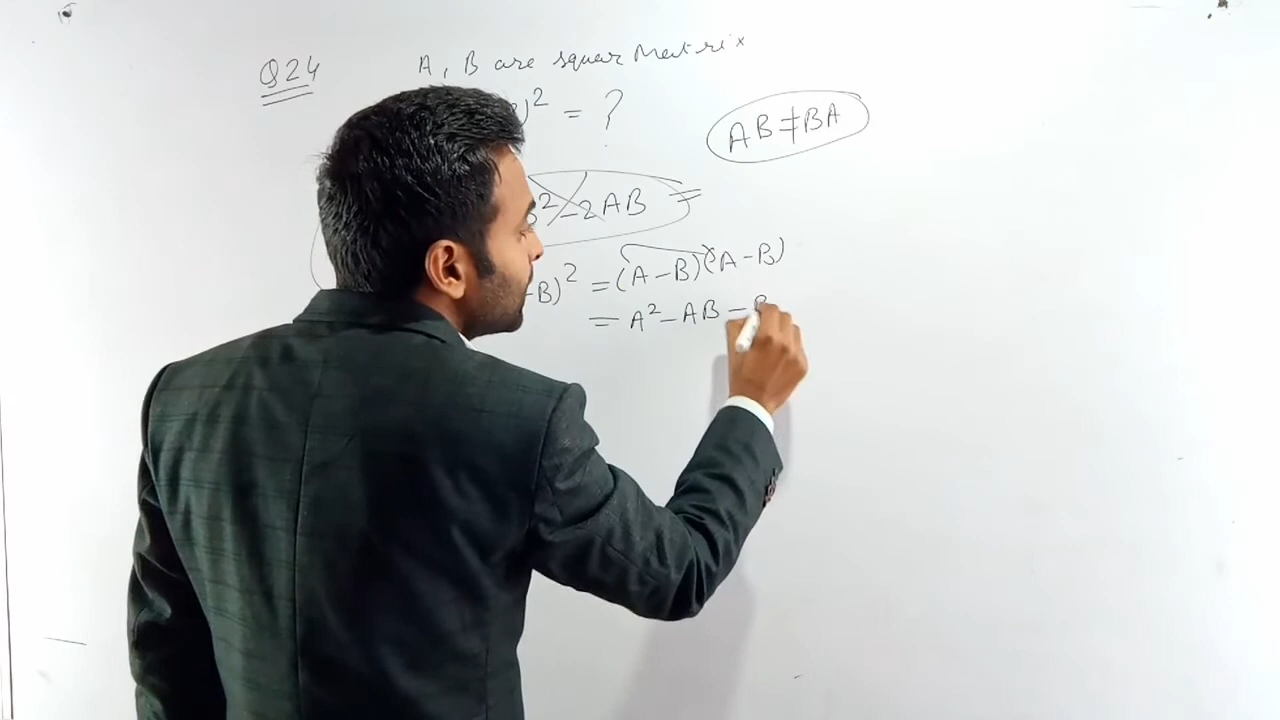 Q24 A, B are squar Matrix
)² = ?
AB ≠ BA
² - 2AB =
-B)² = (A-B)(A-B)
= A² - AB - B